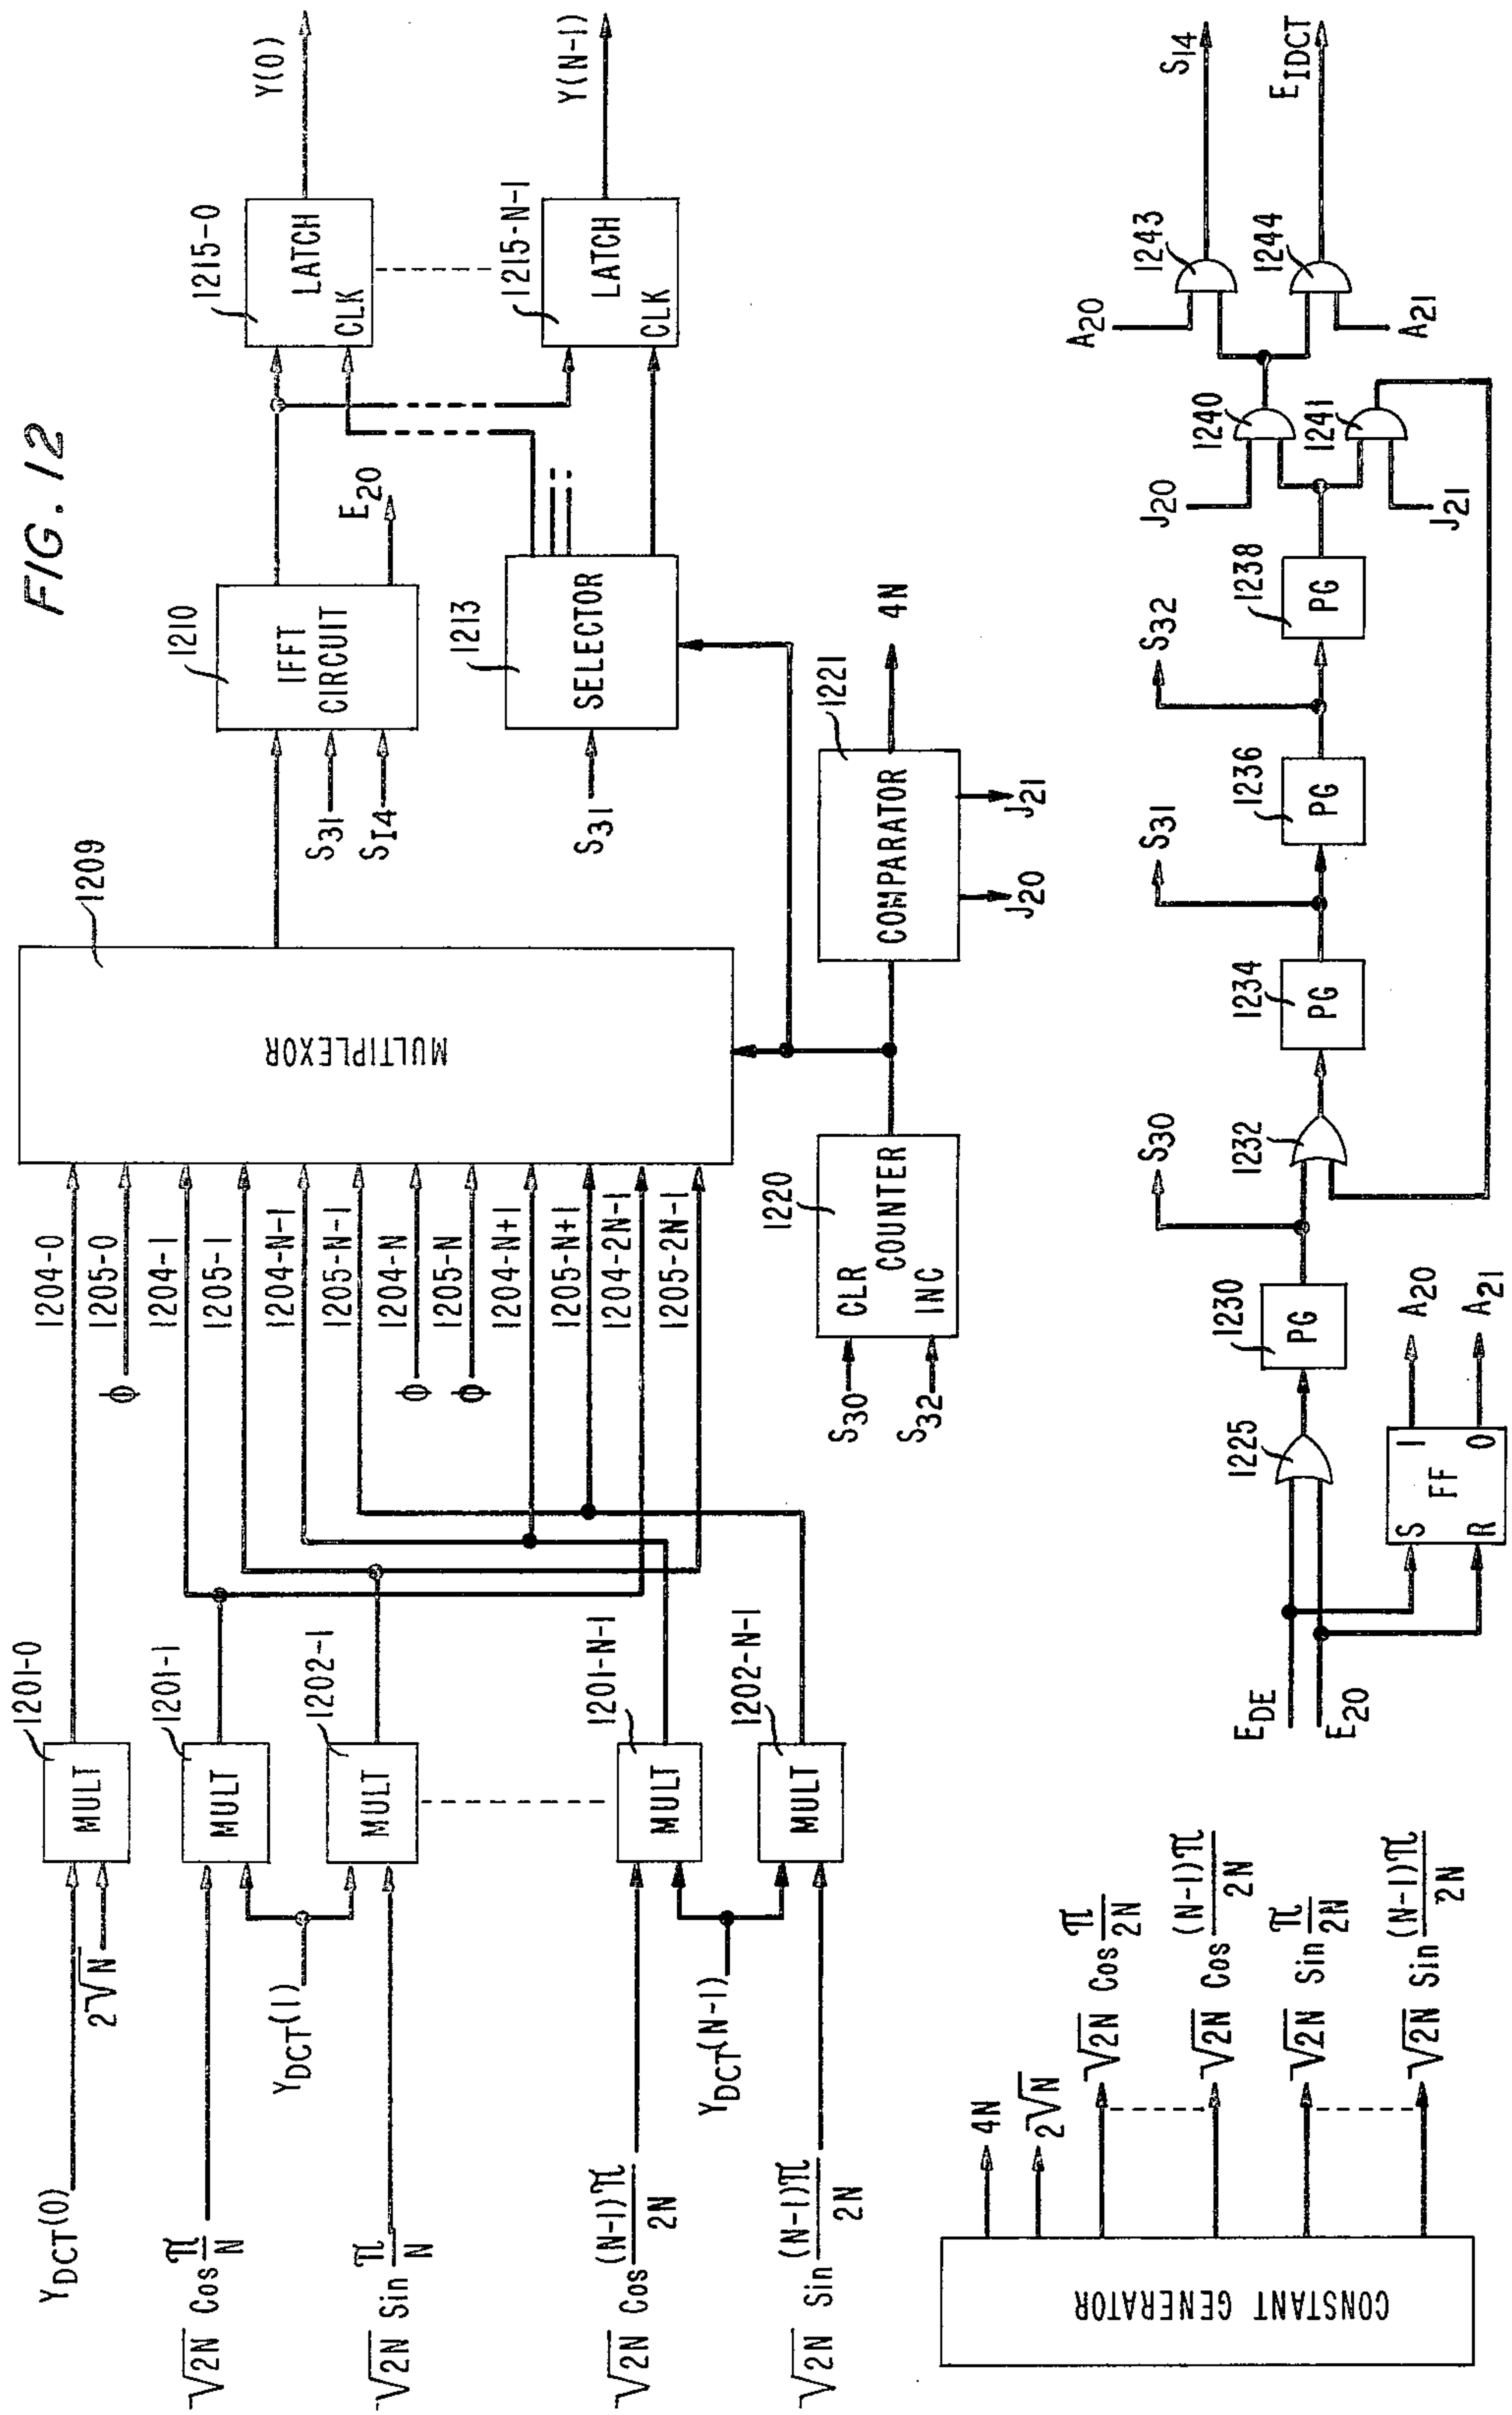 FIG. 12
Y_DCT(0)
2√N
1201-0
MULT
√2N Cos π/N
1201-1
MULT
Y_DCT(1)
√2N Sin π/N
1202-1
MULT
√2N Cos (N-1)π/2N
1201-N-1
MULT
Y_DCT(N-1)
√2N Sin (N-1)π/2N
1202-N-1
MULT
1204-0
ϕ 1205-0
1204-1
1205-1
1204-N-1
1205-N-1
ϕ 1204-N
ϕ 1205-N
1204-N+1
1205-N+1
1204-2N-1
1205-2N-1
1209
MULTIPLEXOR
1210
IFFT
CIRCUIT
S31
S14
E20
1213
SELECTOR
S31
1215-0
LATCH
CLK
Y(0)
1215-N-1
LATCH
CLK
Y(N-1)
1220
S30 CLR
COUNTER
S32 INC
1221
COMPARATOR
4N
J20
J21
CONSTANT GENERATOR
4N
2√N
√2N Cos π/2N
√2N Cos (N-1)π/2N
√2N Sin π/2N
√2N Sin (N-1)π/2N
E_DE
E20
1225
S 1
FF
R 0
A20
A21
1230
PG
S30
1232
1234
PG
S31
1236
PG
S32
1238
PG
J20
1240
J21
1241
A20
1243
S14
A21
1244
E_IDCT